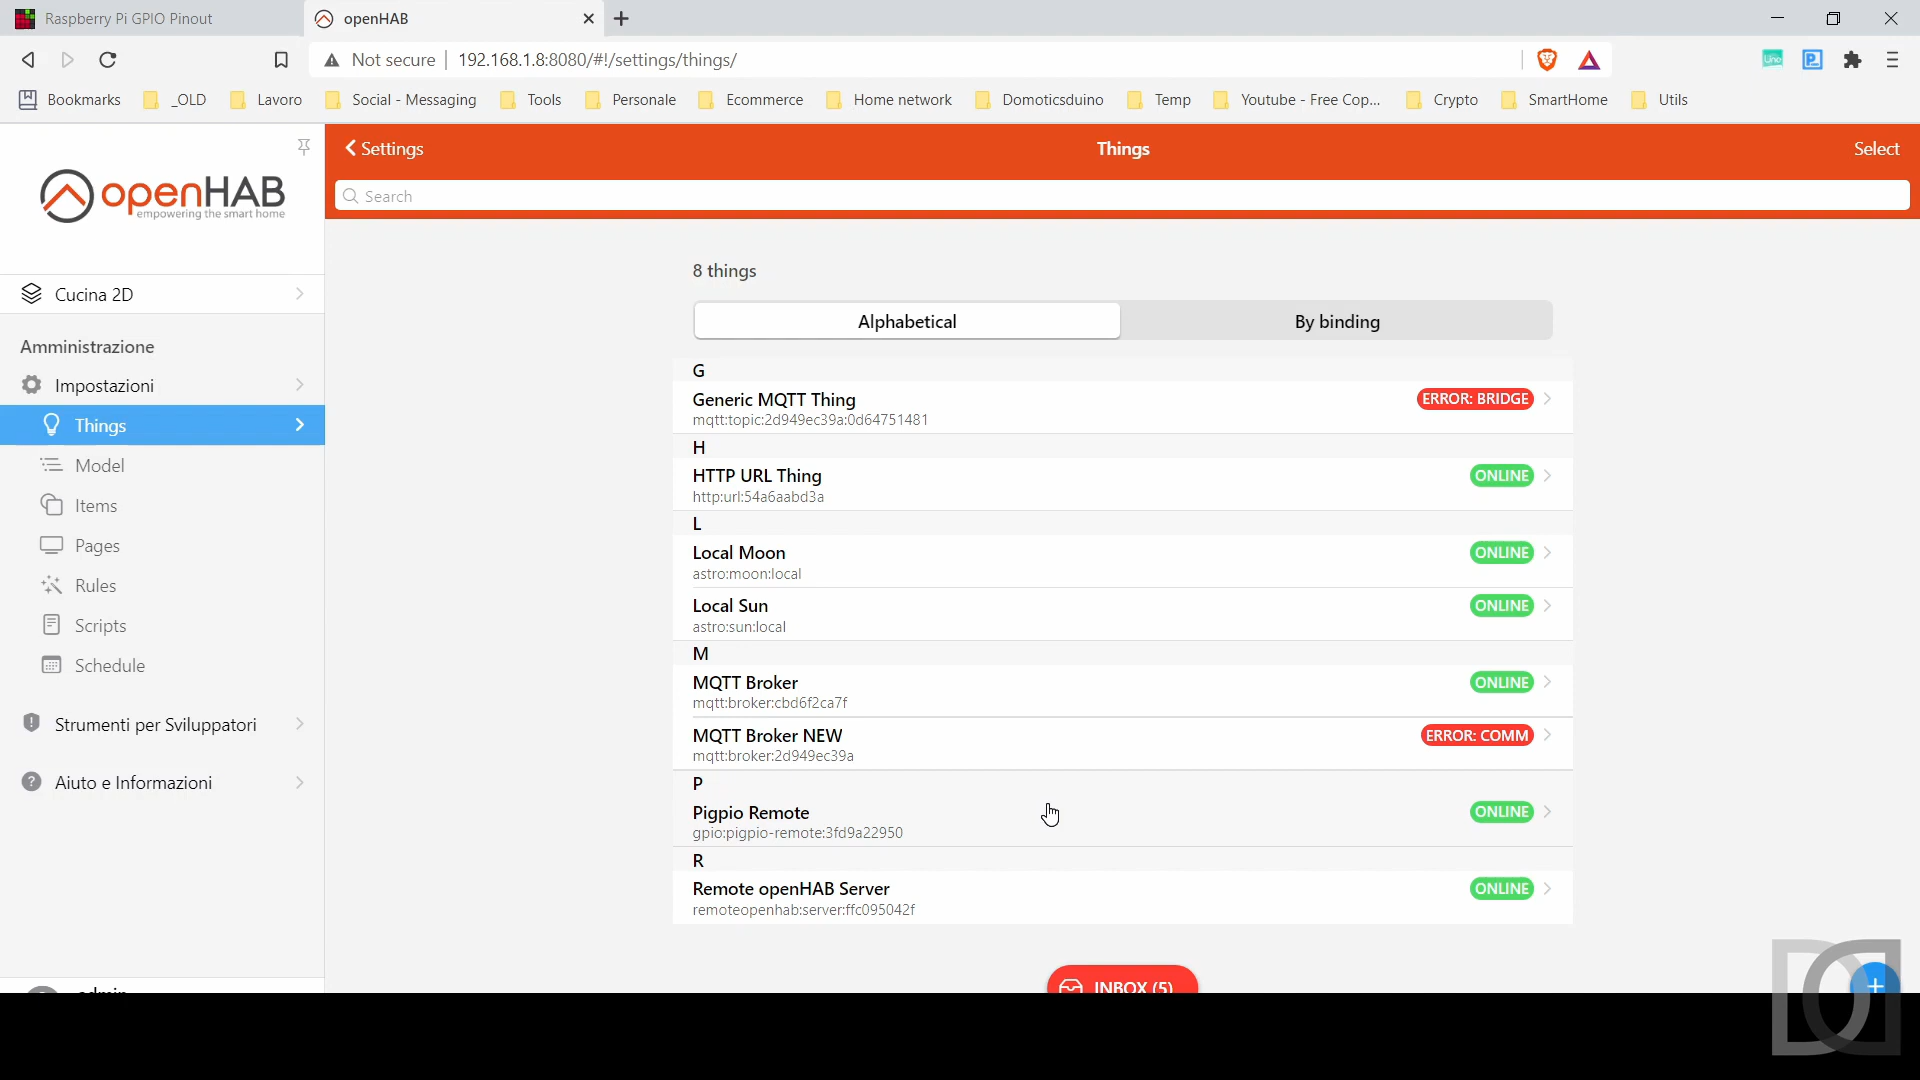 Raspberry Pi GPIO Pinout
openHAB
Not secure
192.168.1.8:8080/#!/settings/things/
Uno
P
Bookmarks
_OLD
Lavoro
Social - Messaging
Tools
Personale
Ecommerce
Home network
Domoticsduino
Temp
Youtube - Free Cop...
Crypto
SmartHome
Utils
openHAB
empowering the smart home
Cucina 2D
Amministrazione
Impostazioni
Things
Model
Items
Pages
Rules
Scripts
Schedule
Strumenti per Sviluppatori
Aiuto e Informazioni
admin
Settings
Things
Select
Search
8 things
Alphabetical
By binding
G
Generic MQTT Thing
ERROR: BRIDGE
mqtt:topic:2d949ec39a:0d64751481
H
HTTP URL Thing
ONLINE
http:url:54a6aabd3a
L
Local Moon
ONLINE
astro:moon:local
Local Sun
ONLINE
astro:sun:local
M
MQTT Broker
ONLINE
mqtt:broker:cbd6f2ca7f
MQTT Broker NEW
ERROR: COMM
mqtt:broker:2d949ec39a
P
Pigpio Remote
ONLINE
gpio:pigpio-remote:3fd9a22950
R
Remote openHAB Server
ONLINE
remoteopenhab:server:ffc095042f
INBOX (5)